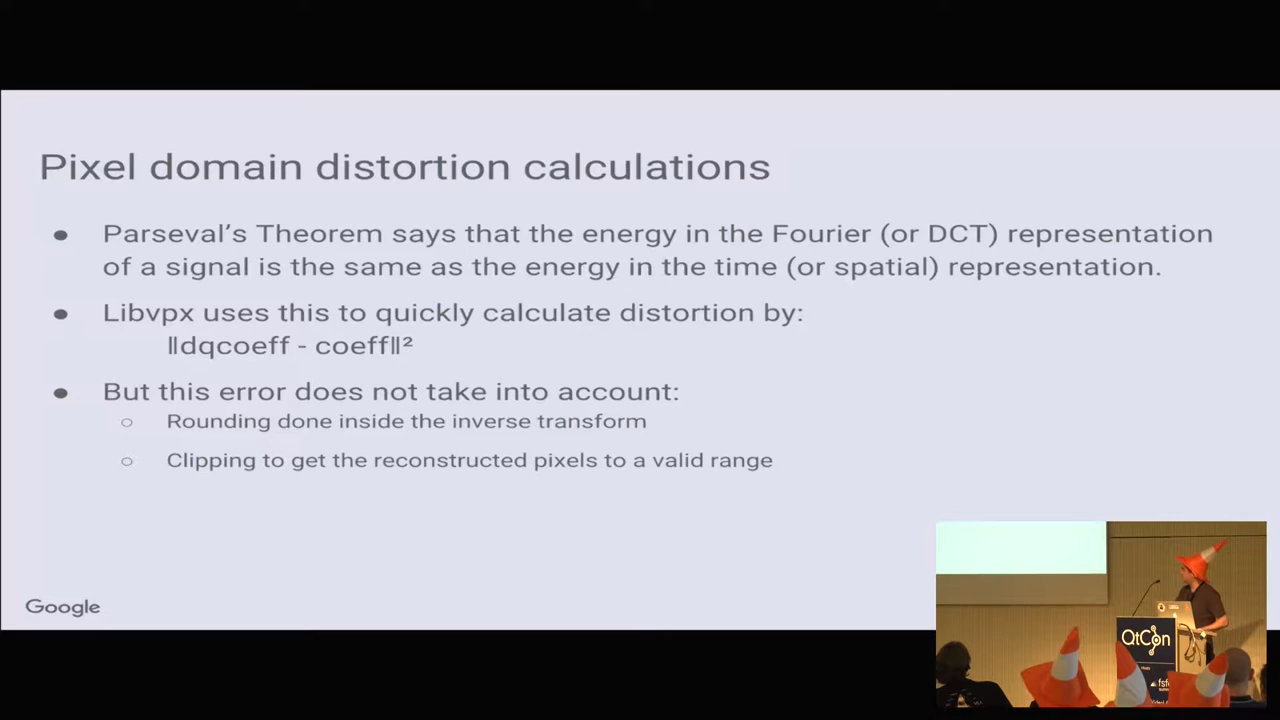 Pixel domain distortion calculations
● Parseval’s Theorem says that the energy in the Fourier (or DCT) representation
of a signal is the same as the energy in the time (or spatial) representation.
● Libvpx uses this to quickly calculate distortion by:
‖dqcoeff - coeff‖²
● But this error does not take into account:
○ Rounding done inside the inverse transform
○ Clipping to get the reconstructed pixels to a valid range
Google
QtCon